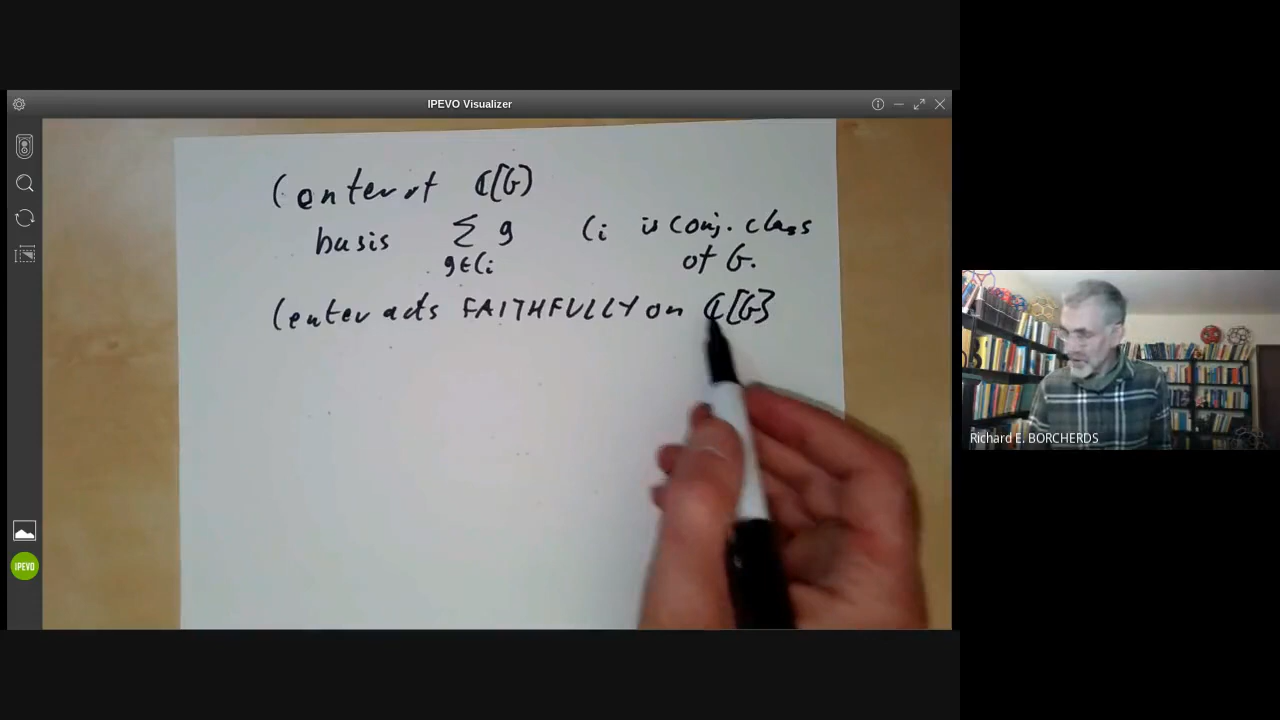 IPEVO Visualizer
Center of ℂ[G]
basis Σ g Ci is conj. class
g∈Ci of G.
Center acts FAITHFULLY on ℂ[G]
IPEVO
Richard E. BORCHERDS